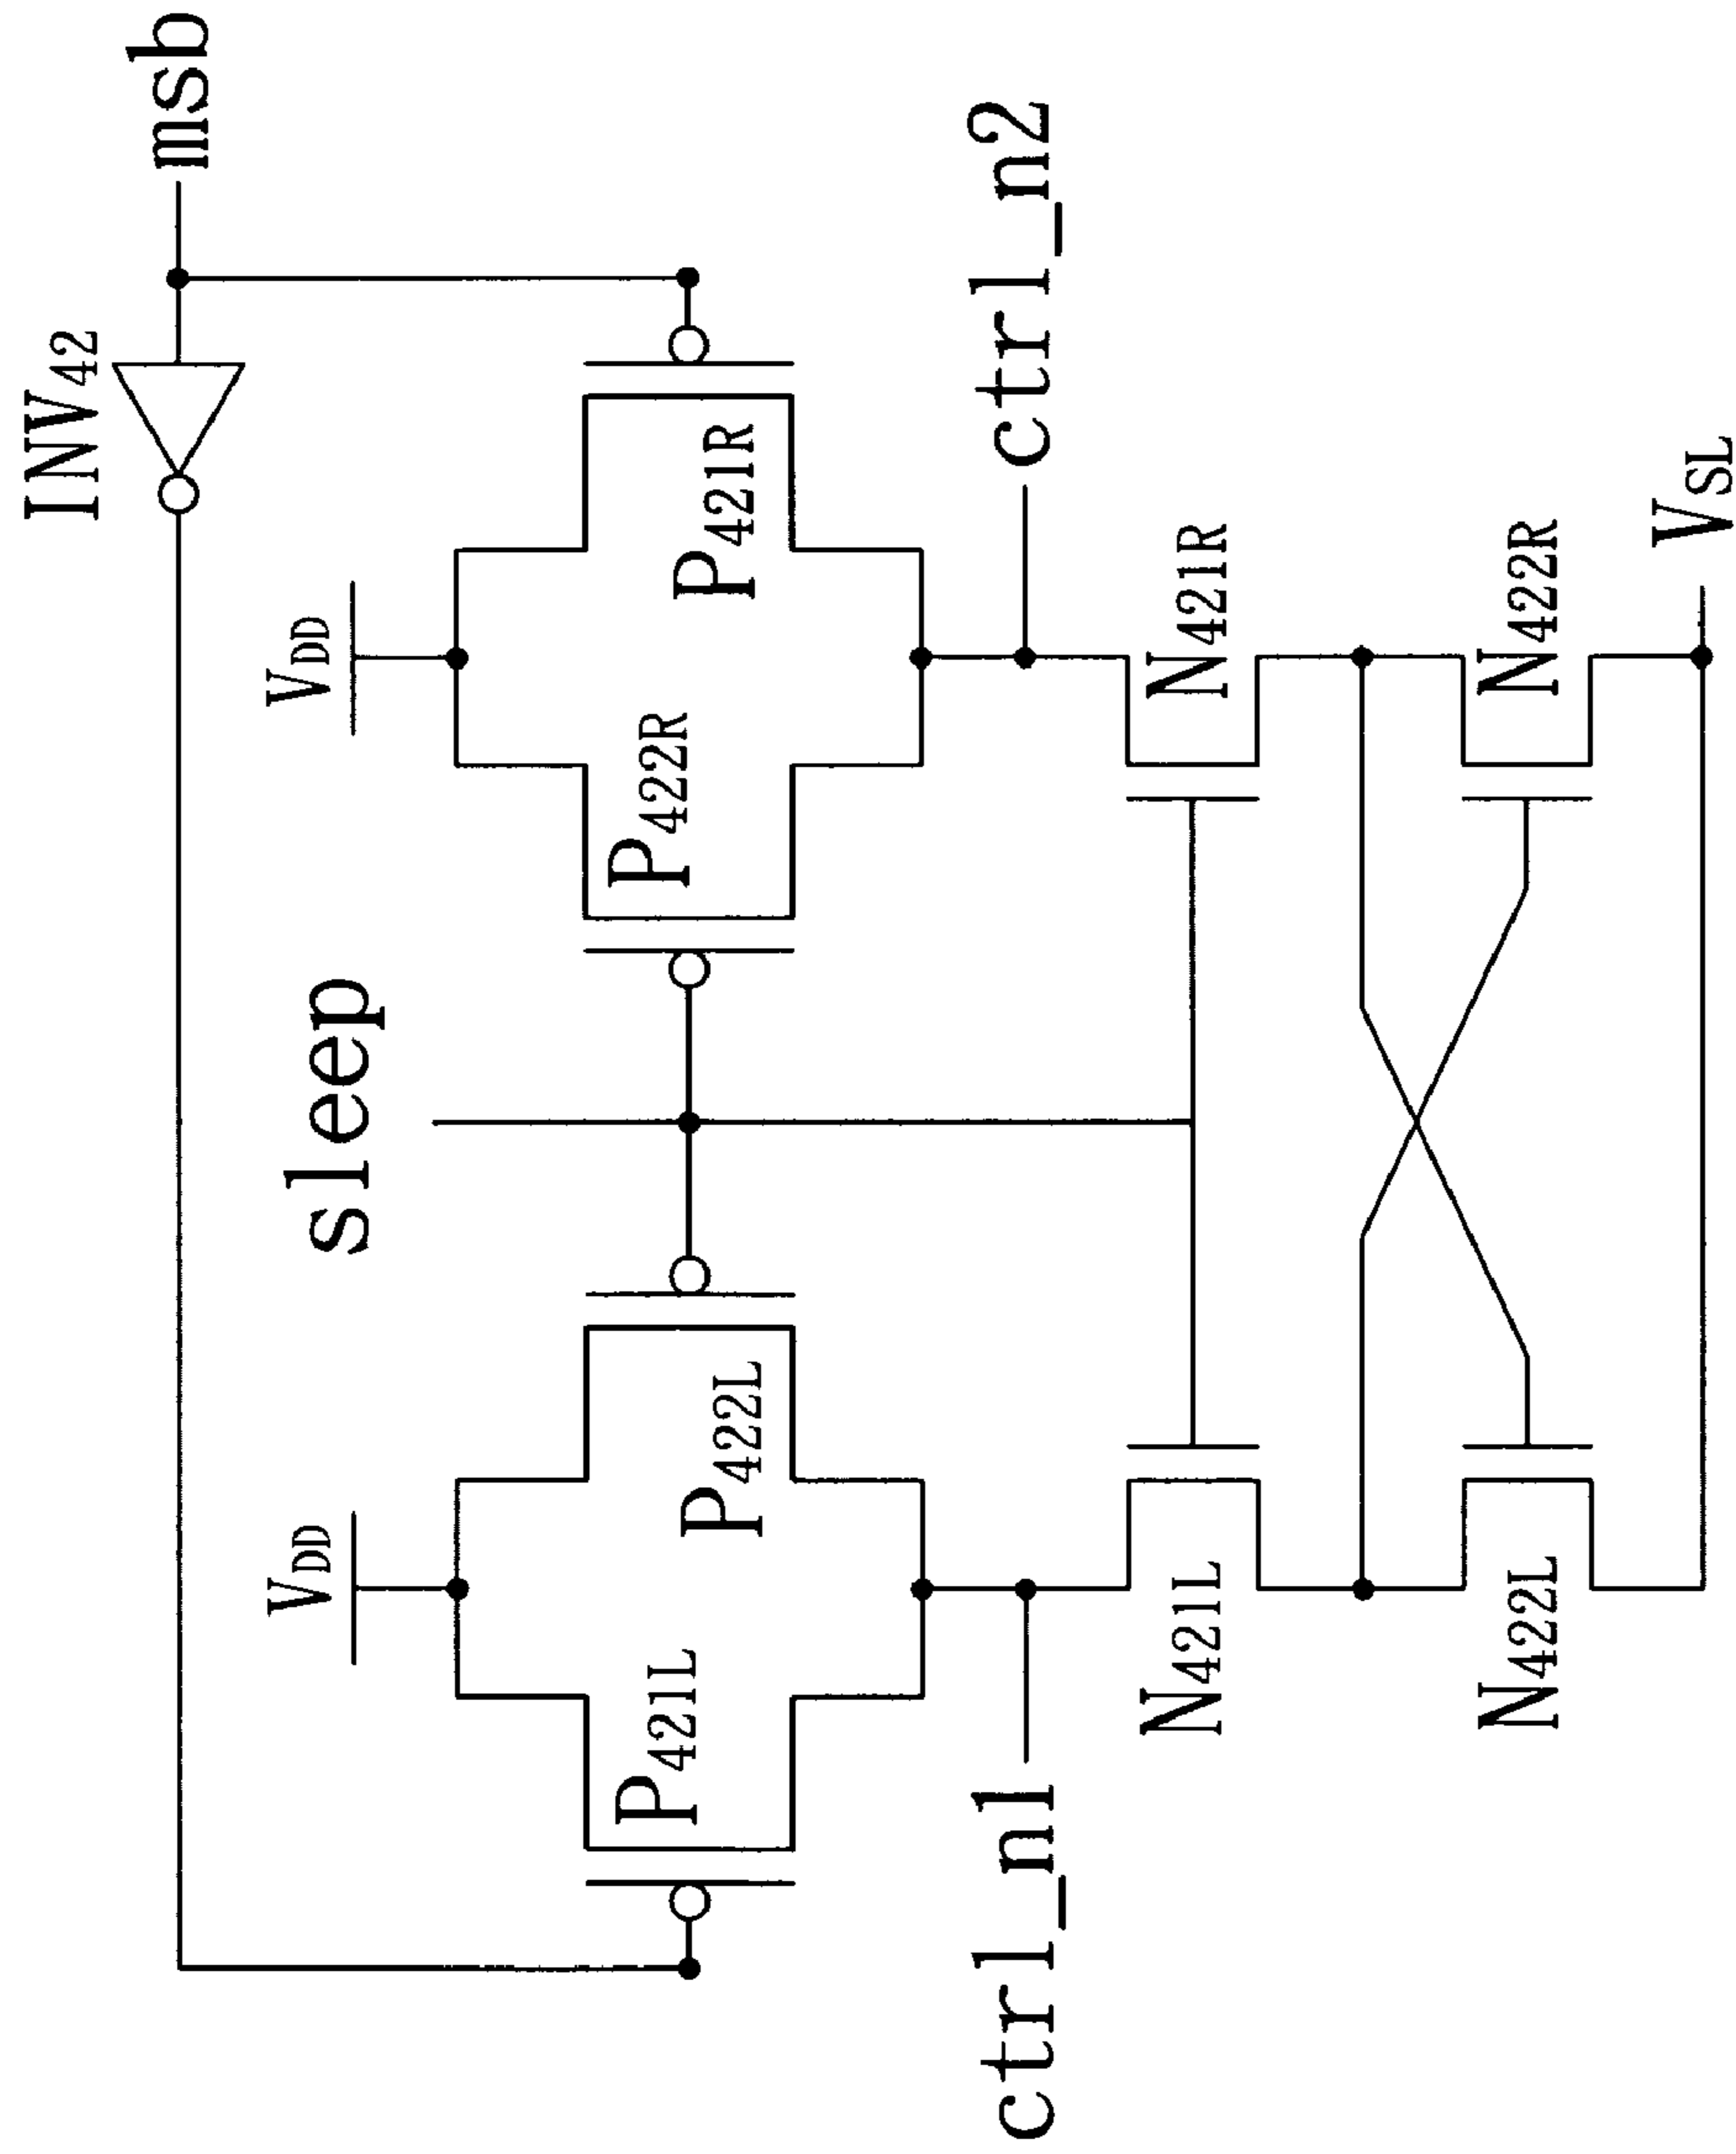 INV42
msb
VDD
VDD
sleep
P421L
P422L
P422R
P421R
ctrl_n1
ctrl_n2
N421L
N421R
N422L
N422R
VSL